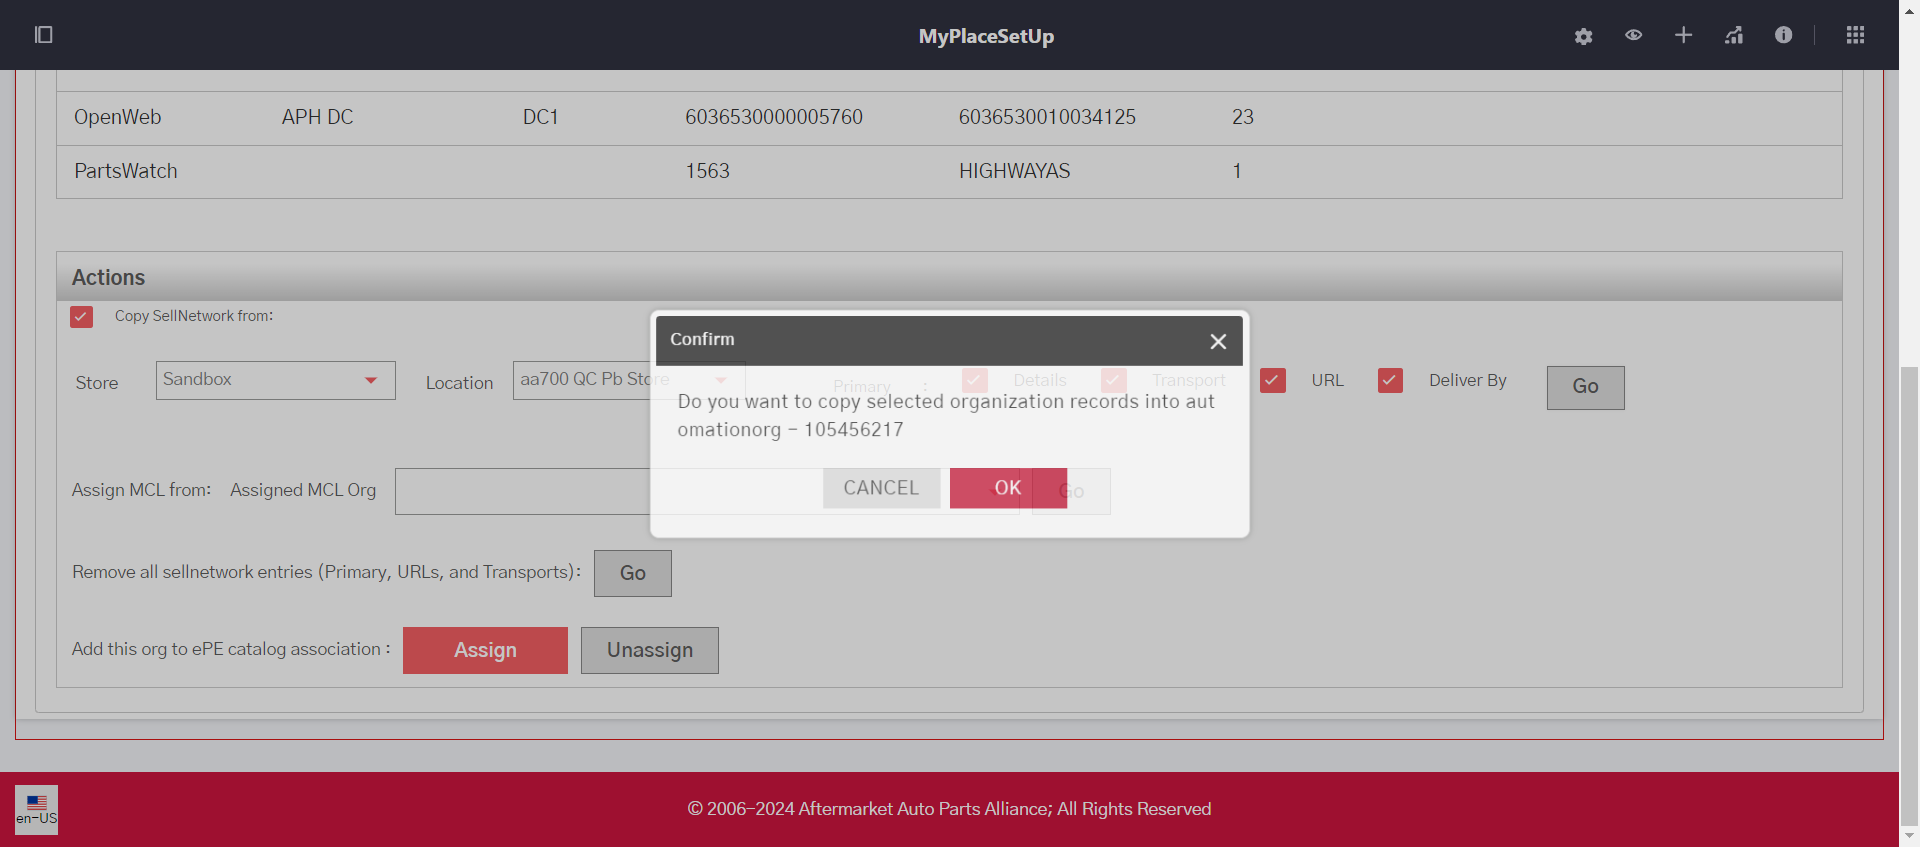 MyPlaceSetUp
OpenWeb APH DC DC1 6036530000005760 6036530010034125 23
PartsWatch 1563 HIGHWAYAS 1
Actions
Copy SellNetwork from:
Confirm
Store Sandbox Location aa700 QC Pb Store Primary : Details Transport URL Deliver By Go
Do you want to copy selected organization records into aut
omationorg - 105456217
Assign MCL from: Assigned MCL Org CANCEL OK Go
Remove all sellnetwork entries (Primary, URLs, and Transports): Go
Add this org to ePE catalog association : Assign Unassign
en-US
© 2006-2024 Aftermarket Auto Parts Alliance; All Rights Reserved